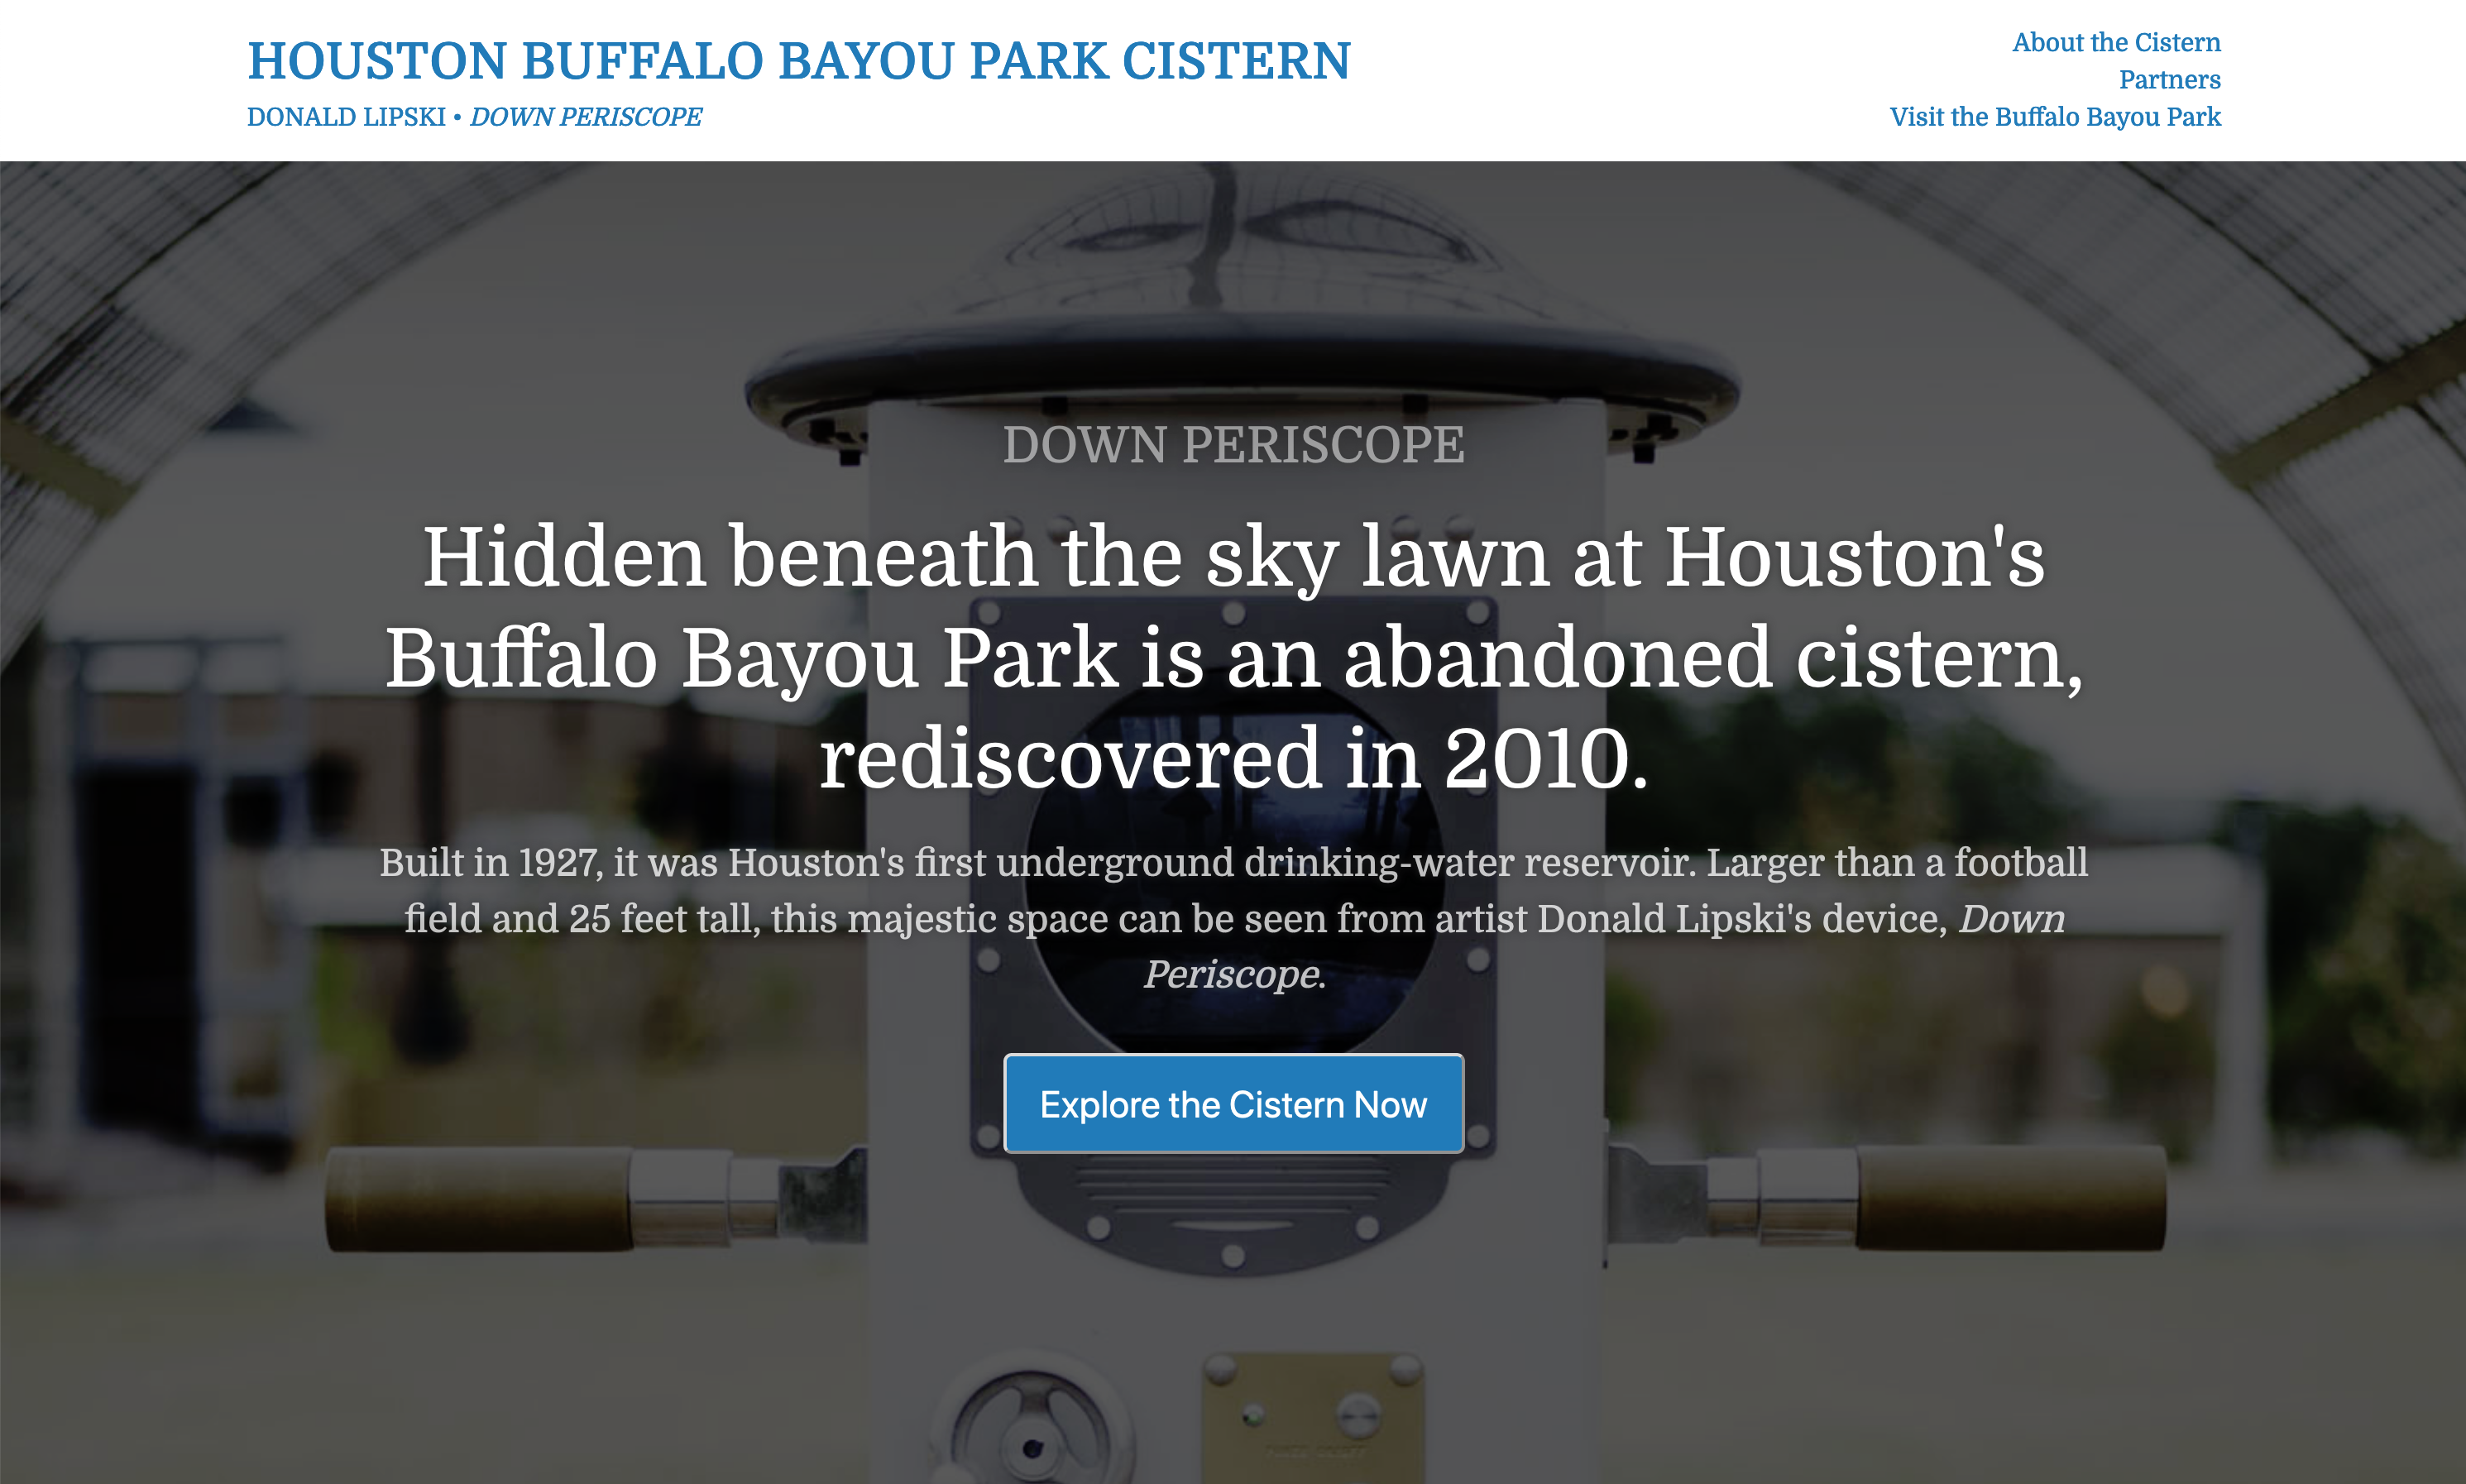 HOUSTON BUFFALO BAYOU PARK CISTERN
DONALD LIPSKI • DOWN PERISCOPE
About the Cistern
Partners
Visit the Buffalo Bayou Park
DOWN PERISCOPE
Hidden beneath the sky lawn at Houston's
Buffalo Bayou Park is an abandoned cistern,
rediscovered in 2010.
Built in 1927, it was Houston's first underground drinking-water reservoir. Larger than a football
field and 25 feet tall, this majestic space can be seen from artist Donald Lipski's device, Down
Periscope.
Explore the Cistern Now